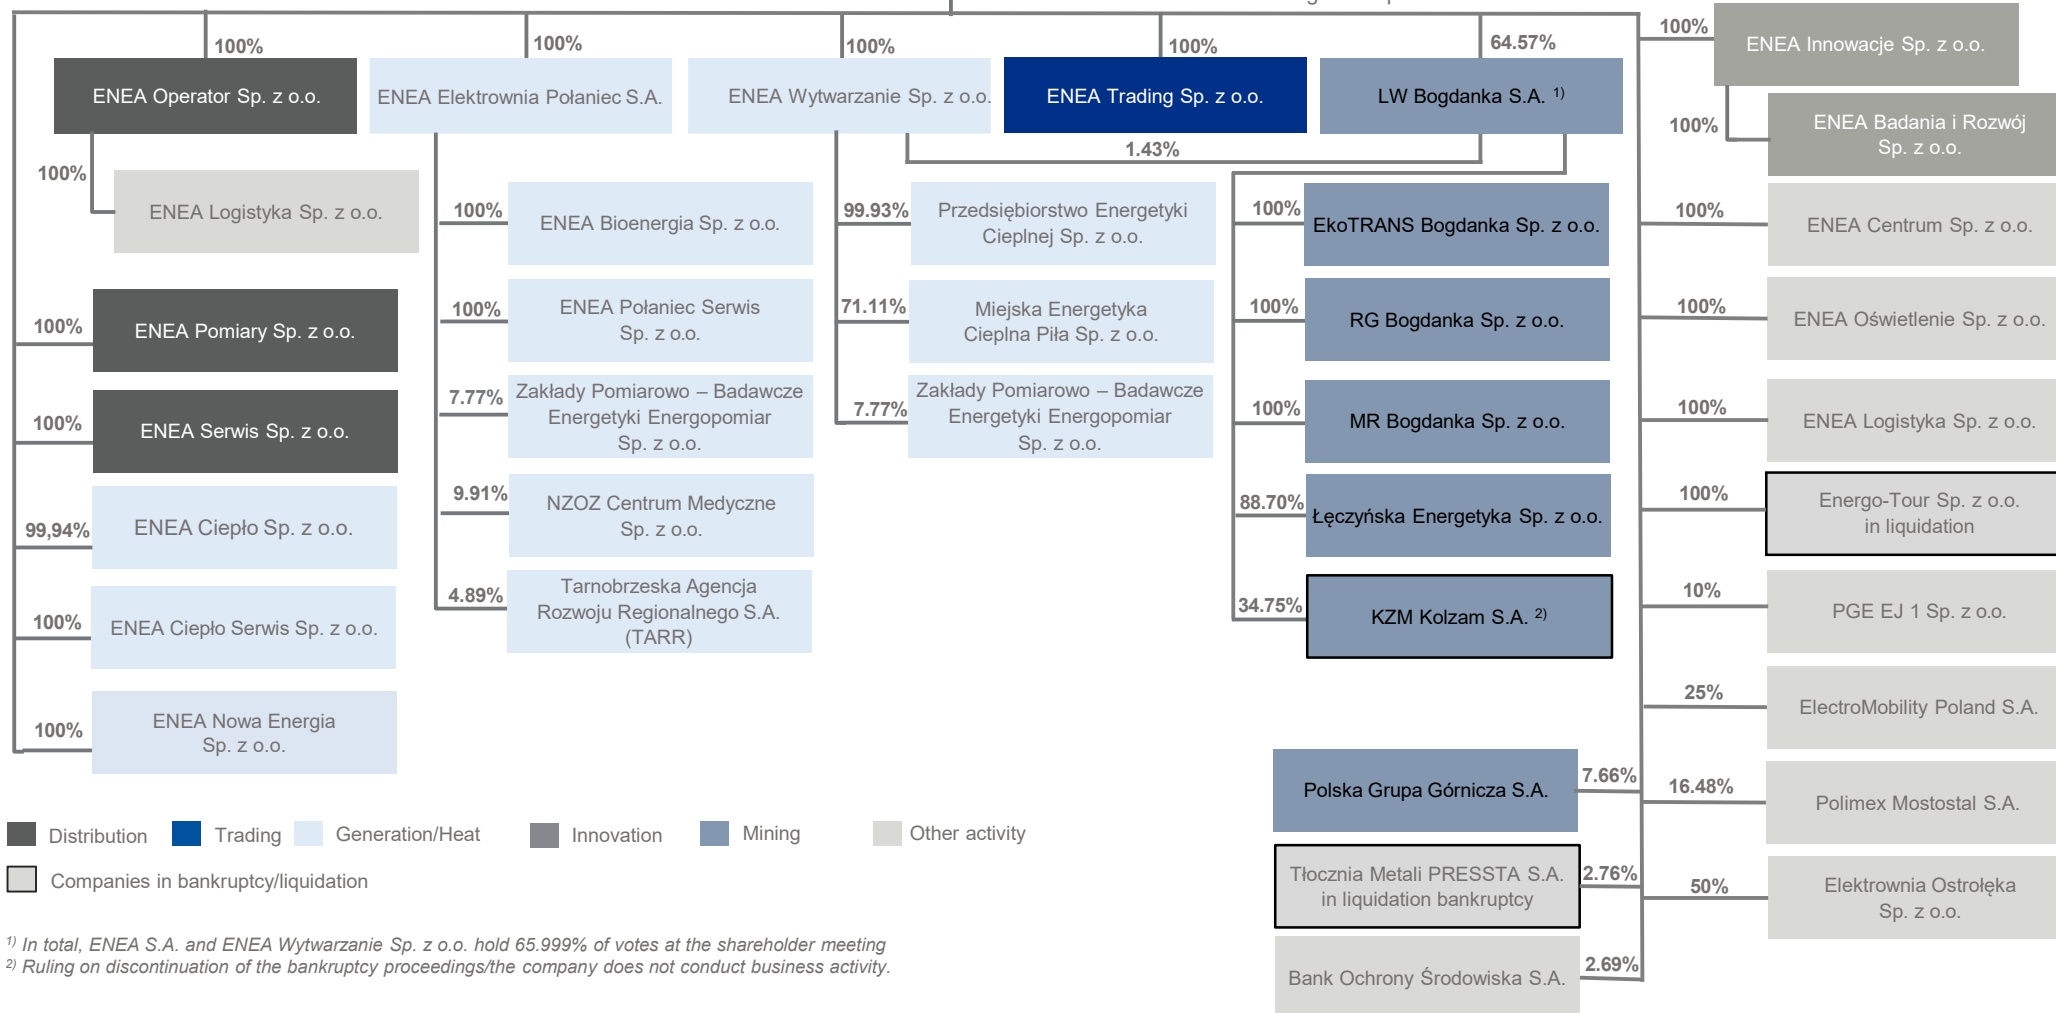 100%
100%
100%
100%
64.57%
100%
ENEA Innowacje Sp. z o.o.
ENEA Operator Sp. z o.o.
ENEA Elektrownia Połaniec S.A.
ENEA Wytwarzanie Sp. z o.o.
ENEA Trading Sp. z o.o.
LW Bogdanka S.A. 1)
100%
ENEA Badania i Rozwój
Sp. z o.o.
1.43%
100%
ENEA Logistyka Sp. z o.o.
100%
ENEA Bioenergia Sp. z o.o.
99.93%
Przedsiębiorstwo Energetyki
Cieplnej Sp. z o.o.
100%
EkoTRANS Bogdanka Sp. z o.o.
100%
ENEA Centrum Sp. z o.o.
100%
ENEA Pomiary Sp. z o.o.
100%
ENEA Połaniec Serwis
Sp. z o.o.
71.11%
Miejska Energetyka
Cieplna Piła Sp. z o.o.
100%
RG Bogdanka Sp. z o.o.
100%
ENEA Oświetlenie Sp. z o.o.
100%
ENEA Serwis Sp. z o.o.
7.77%
Zakłady Pomiarowo – Badawcze
Energetyki Energopomiar
Sp. z o.o.
7.77%
Zakłady Pomiarowo – Badawcze
Energetyki Energopomiar
Sp. z o.o.
100%
MR Bogdanka Sp. z o.o.
100%
ENEA Logistyka Sp. z o.o.
99,94%
ENEA Ciepło Sp. z o.o.
9.91%
NZOZ Centrum Medyczne
Sp. z o.o.
88.70%
Łęczyńska Energetyka Sp. z o.o.
100%
Energo-Tour Sp. z o.o.
in liquidation
100%
ENEA Ciepło Serwis Sp. z o.o.
4.89%
Tarnobrzeska Agencja
Rozwoju Regionalnego S.A.
(TARR)
34.75%
KZM Kolzam S.A. 2)
10%
PGE EJ 1 Sp. z o.o.
100%
ENEA Nowa Energia
Sp. z o.o.
25%
ElectroMobility Poland S.A.
Polska Grupa Górnicza S.A.
7.66%
16.48%
Polimex Mostostal S.A.
Distribution
Trading
Generation/Heat
Innovation
Mining
Other activity
Companies in bankruptcy/liquidation
Tłocznia Metali PRESSTA S.A.
in liquidation bankruptcy
2.76%
50%
Elektrownia Ostrołęka
Sp. z o.o.
Bank Ochrony Środowiska S.A.
2.69%
1) In total, ENEA S.A. and ENEA Wytwarzanie Sp. z o.o. hold 65.999% of votes at the shareholder meeting
2) Ruling on discontinuation of the bankruptcy proceedings/the company does not conduct business activity.